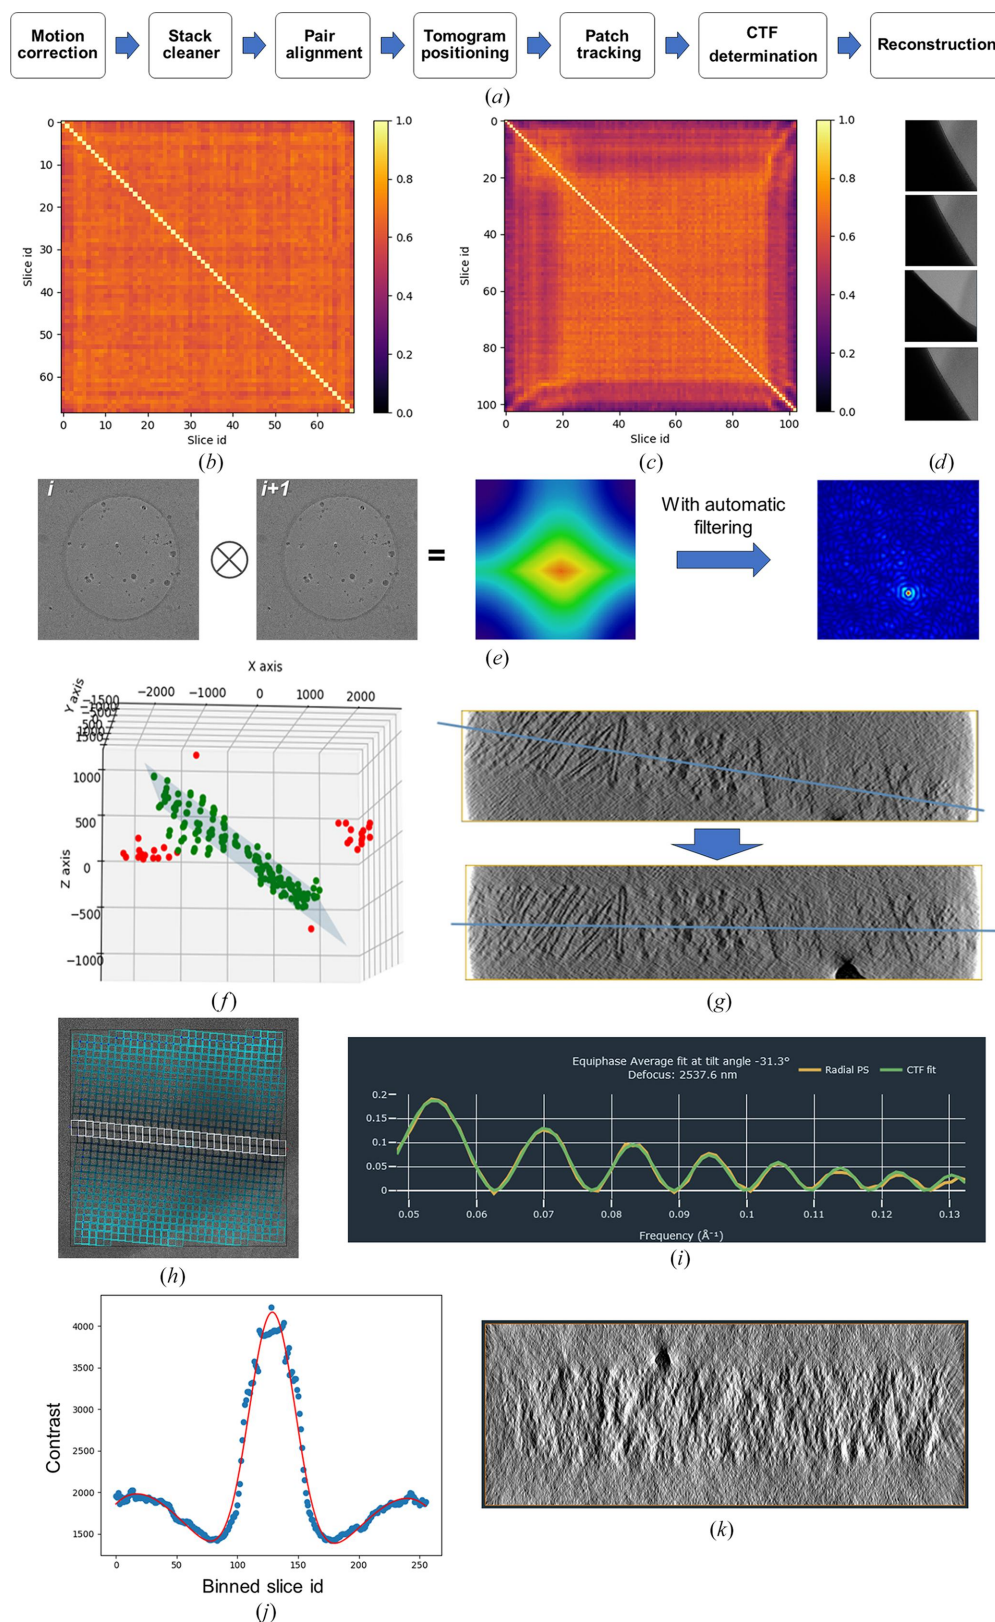 Motion correction
Stack cleaner
Pair alignment
Tomogram positioning
Patch tracking
CTF determination
Reconstruction
(a)
0
10
20
30
40
50
60
Slice id
0 10 20 30 40 50 60
Slice id
1.0
0.8
0.6
0.4
0.2
0.0
(b)
0
20
40
60
80
100
Slice id
0 20 40 60 80 100
Slice id
1.0
0.8
0.6
0.4
0.2
0.0
(c)
(d)
i
i+1
=
With automatic
filtering
(e)
X axis
−2000 −1000 0 1000 2000
Y axis
−1500
−500
0
500
1000
1500
1000
500
0
−500
−1000
Z axis
(f)
(g)
(h)
Equiphase Average fit at tilt angle -31.3°
Defocus: 2537.6 nm
Radial PS
CTF fit
0.2
0.15
0.1
0.05
0
0.05 0.06 0.07 0.08 0.09 0.1 0.11 0.12 0.13
Frequency (Å⁻¹)
(i)
4000
3500
3000
2500
2000
1500
Contrast
0 50 100 150 200 250
Binned slice id
(j)
(k)